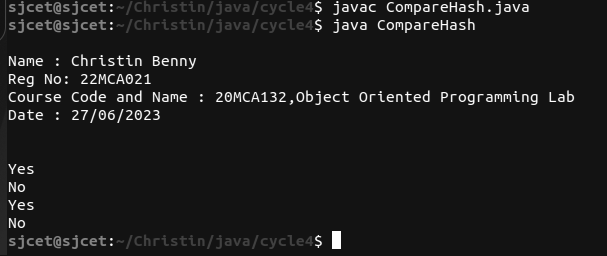 sjcet@sjcet:~/Christin/java/cycle4$ javac CompareHash.java
sjcet@sjcet:~/Christin/java/cycle4$ java CompareHash
Name : Christin Benny
Reg No: 22MCA021
Course Code and Name : 20MCA132,Object Oriented Programming Lab
Date : 27/06/2023
Yes
No
Yes
No
sjcet@sjcet:~/Christin/java/cycle4$